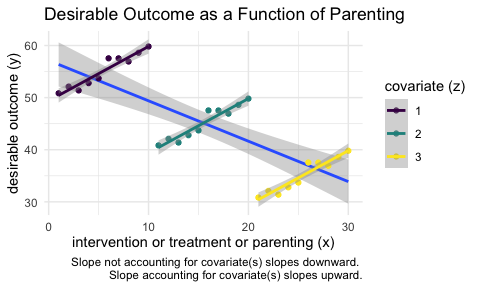 Desirable Outcome as a Function of Parenting
desirable outcome (y)
60
50
40
30
0
10
20
30
intervention or treatment or parenting (x)
covariate (z)
1
2
3
Slope not accounting for covariate(s) slopes downward.
Slope accounting for covariate(s) slopes upward.